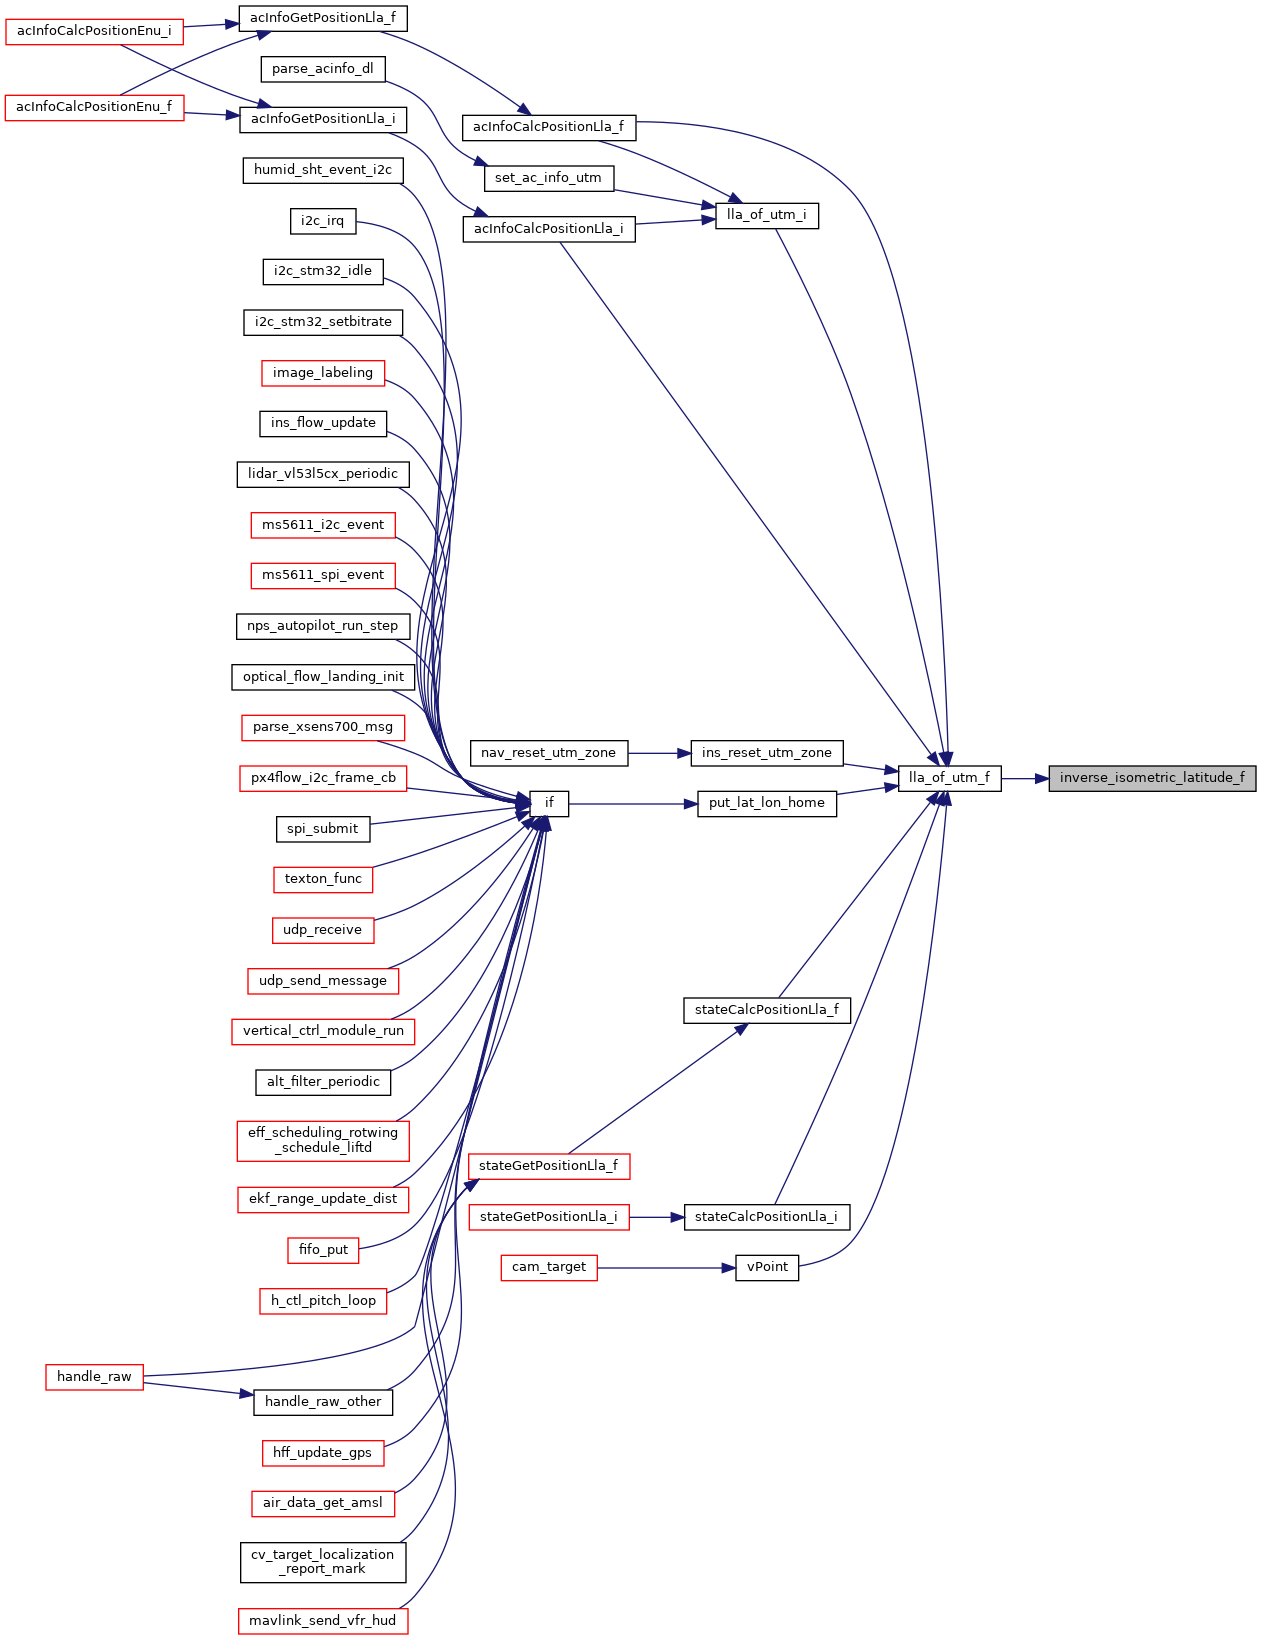 acInfoGetPositionLla_f
acInfoCalcPositionEnu_i
parse_acinfo_dl
acInfoCalcPositionEnu_f
acInfoGetPositionLla_i
acInfoCalcPositionLla_f
humid_sht_event_i2c
set_ac_info_utm
i2c_irq
acInfoCalcPositionLla_i
lla_of_utm_i
i2c_stm32_idle
i2c_stm32_setbitrate
image_labeling
ins_flow_update
lidar_vl53l5cx_periodic
ms5611_i2c_event
ms5611_spi_event
nps_autopilot_run_step
optical_flow_landing_init
parse_xsens700_msg
nav_reset_utm_zone
ins_reset_utm_zone
px4flow_i2c_frame_cb
lla_of_utm_f
inverse_isometric_latitude_f
if
put_lat_lon_home
spi_submit
texton_func
udp_receive
udp_send_message
stateCalcPositionLla_f
vertical_ctrl_module_run
alt_filter_periodic
eff_scheduling_rotwing
_schedule_liftd
stateGetPositionLla_f
ekf_range_update_dist
stateGetPositionLla_i
stateCalcPositionLla_i
fifo_put
cam_target
vPoint
h_ctl_pitch_loop
handle_raw
handle_raw_other
hff_update_gps
air_data_get_amsl
cv_target_localization
_report_mark
mavlink_send_vfr_hud